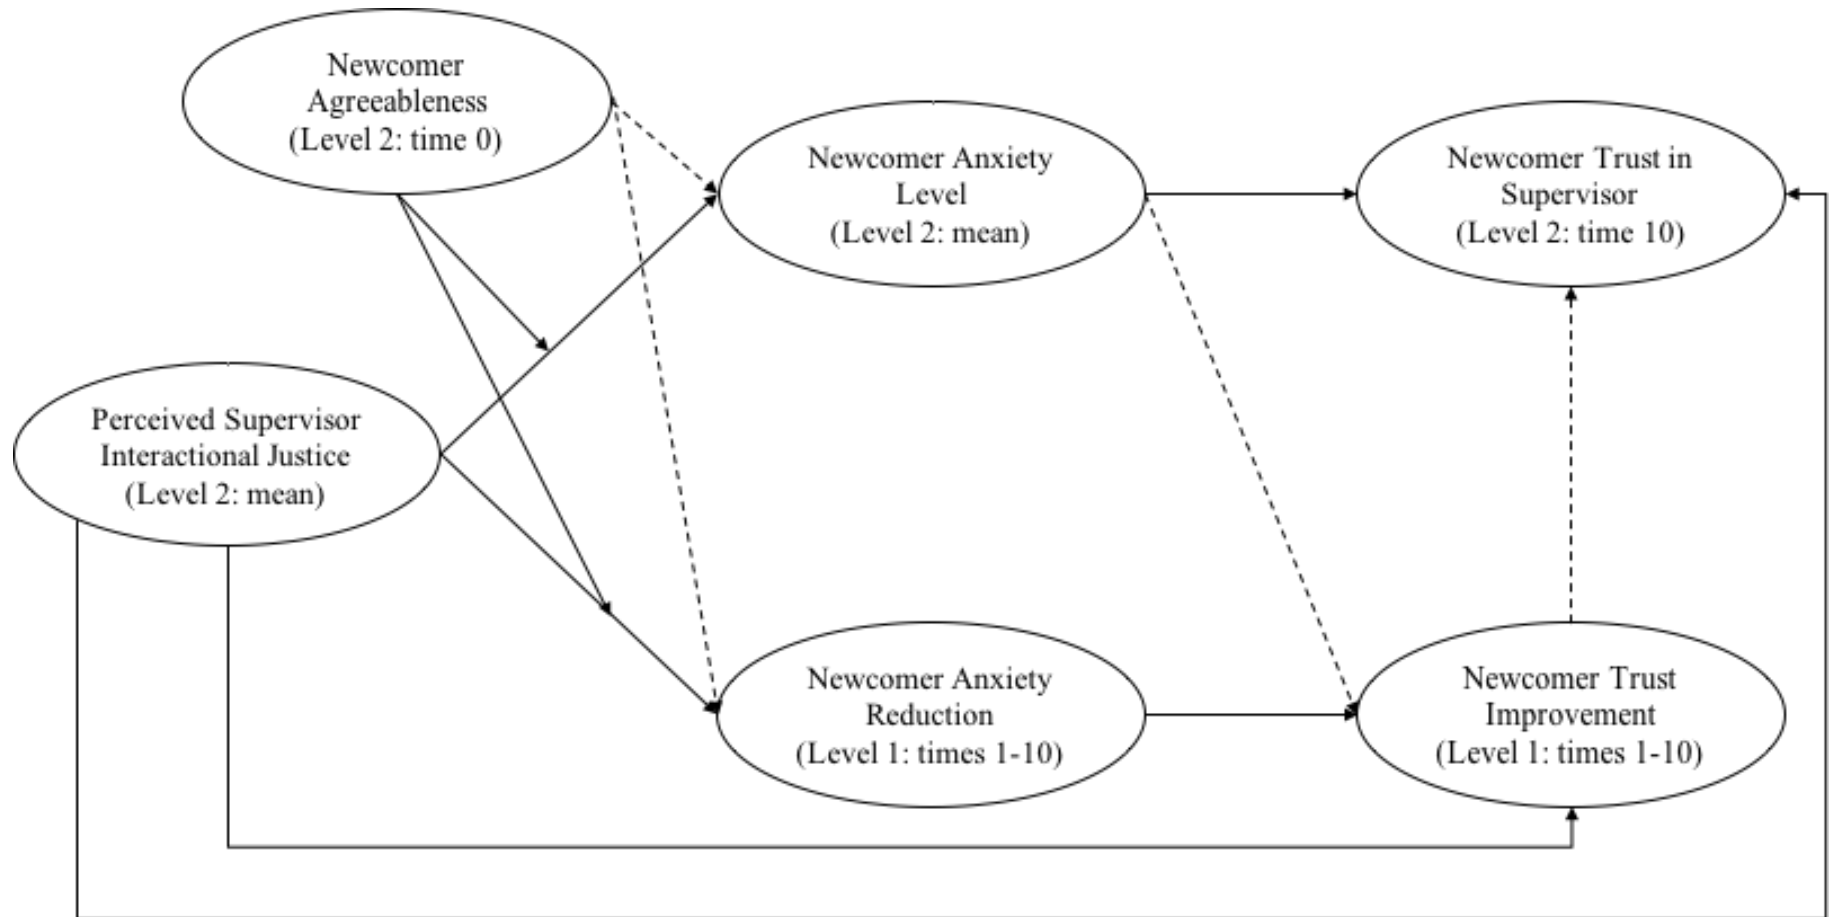 Newcomer
Agreeableness
(Level 2: time 0)
Newcomer Anxiety
Level
(Level 2: mean)
Newcomer Trust in
Supervisor
(Level 2: time 10)
Perceived Supervisor
Interactional Justice
(Level 2: mean)
Newcomer Anxiety
Reduction
(Level 1: times 1-10)
Newcomer Trust
Improvement
(Level 1: times 1-10)